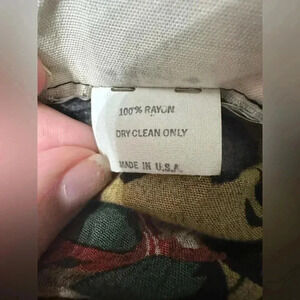 100% RAYON
DRY CLEAN ONLY
MADE IN U.S.A.